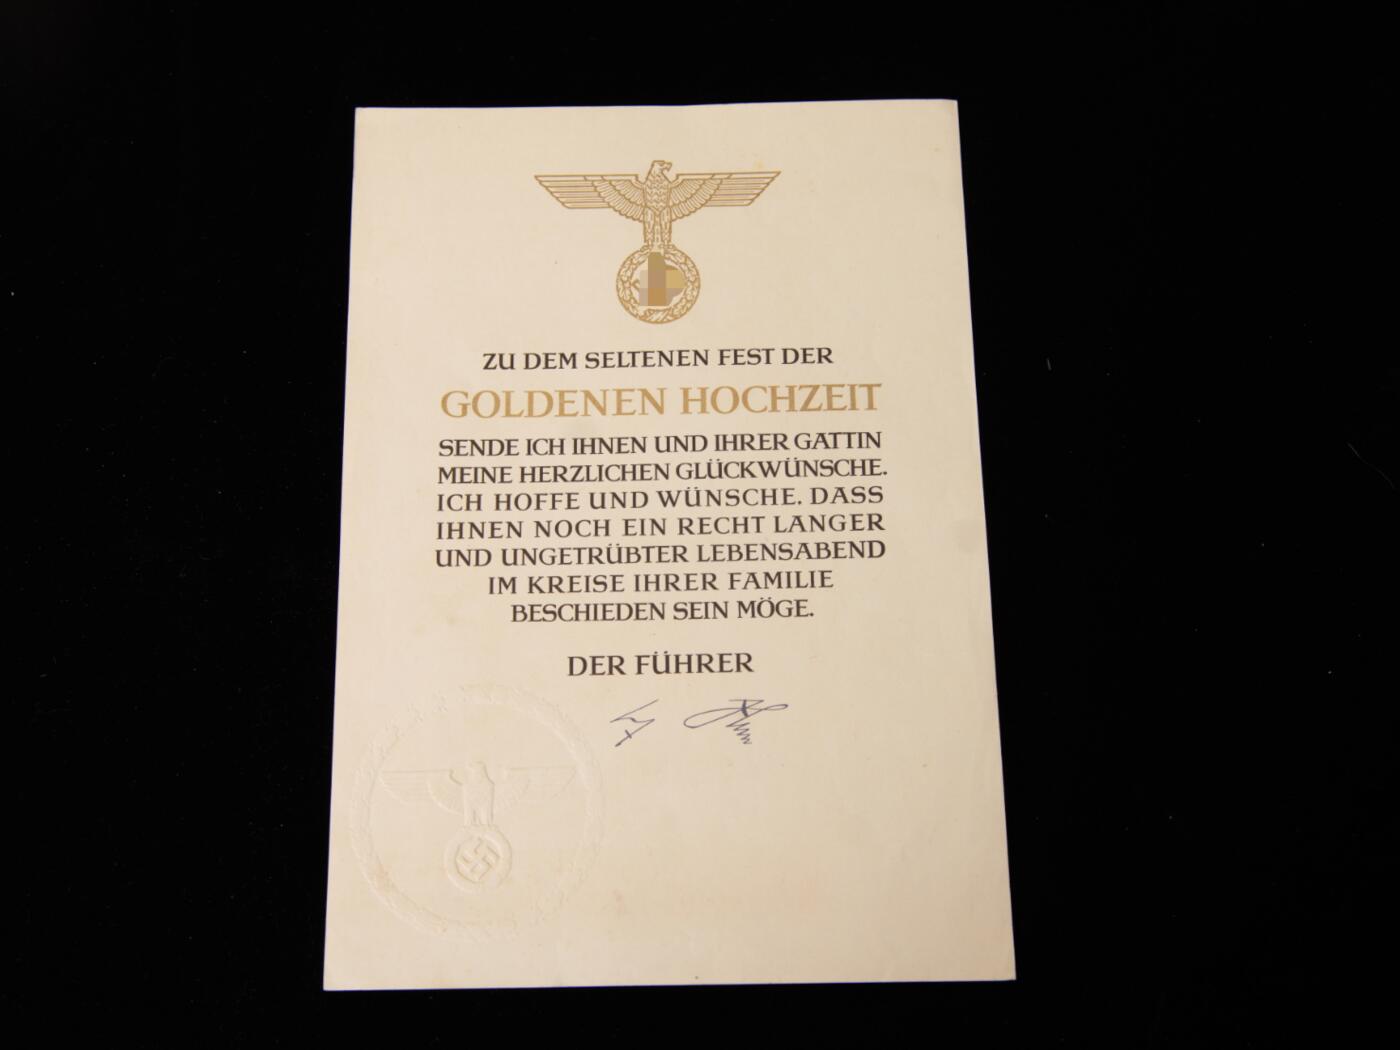 ZU DEM SELTENEN FEST DER
GOLDENEN HOCHZEIT
SENDE ICH IHNEN UND IHRER GATTIN
MEINE HERZLICHEN GLÜCKWÜNSCHE.
ICH HOFFE UND WÜNSCHE, DASS
IHNEN NOCH EIN RECHT LANGER
UND UNGETRÜBTER LEBENSABEND
IM KREISE IHRER FAMILIE
BESCHIEDEN SEIN MÖGE.
DER FÜHRER